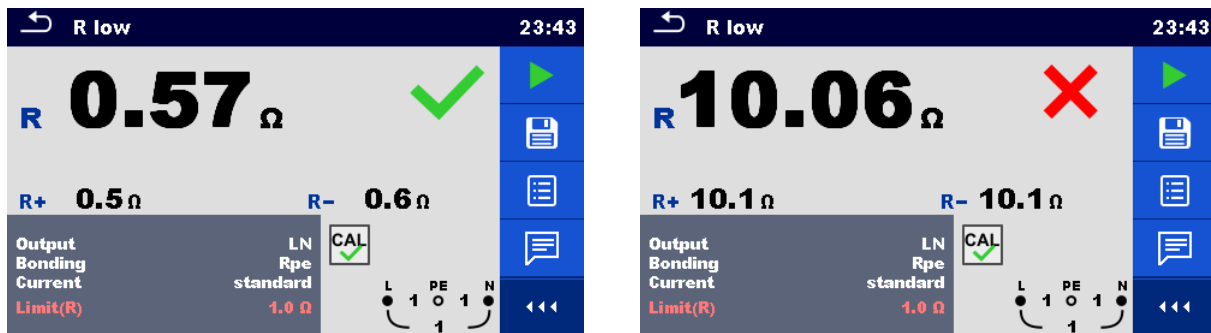 R low 23:43
R 0.57 Ω
R+ 0.5 Ω R- 0.6 Ω
Output LN
Bonding Rpe
Current standard
Limit(R) 1.0 Ω
CAL
L PE N
1 1
1
R low 23:43
R 10.06 Ω
R+ 10.1 Ω R- 10.1 Ω
Output LN
Bonding Rpe
Current standard
Limit(R) 1.0 Ω
CAL
L PE N
1 1
1